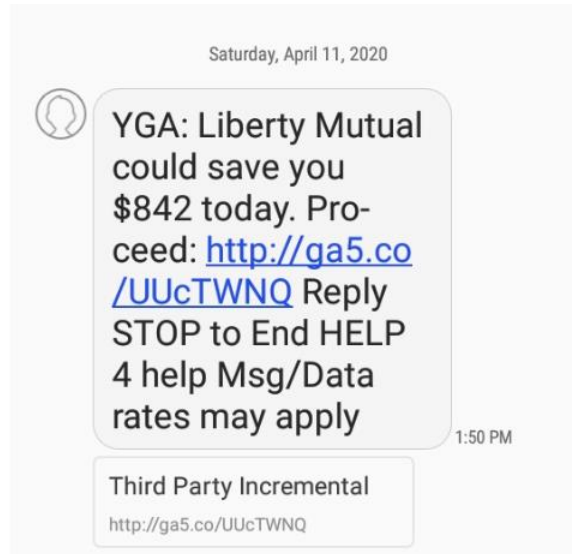 Saturday, April 11, 2020
YGA: Liberty Mutual
could save you
$842 today. Pro-
ceed: http://ga5.co
/UUcTWNQ Reply
STOP to End HELP
4 help Msg/Data
rates may apply
1:50 PM
Third Party Incremental
http://ga5.co/UUcTWNQ